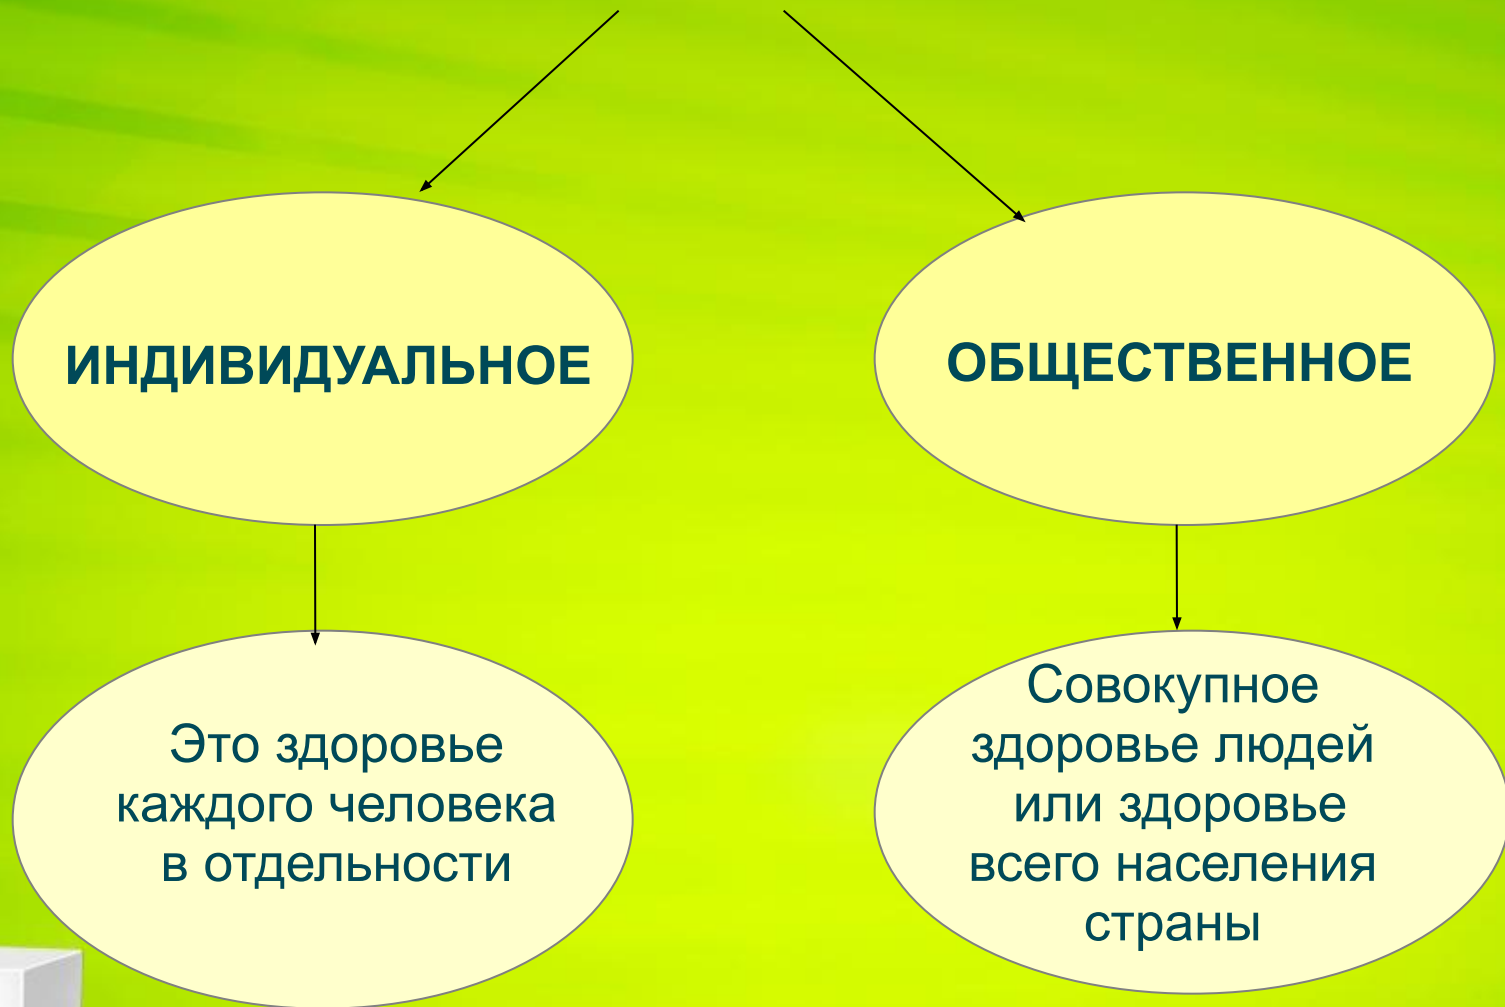 ИНДИВИДУАЛЬНОЕ
ОБЩЕСТВЕННОЕ
Это здоровье
каждого человека
в отдельности
Совокупное
здоровье людей
или здоровье
всего населения
страны